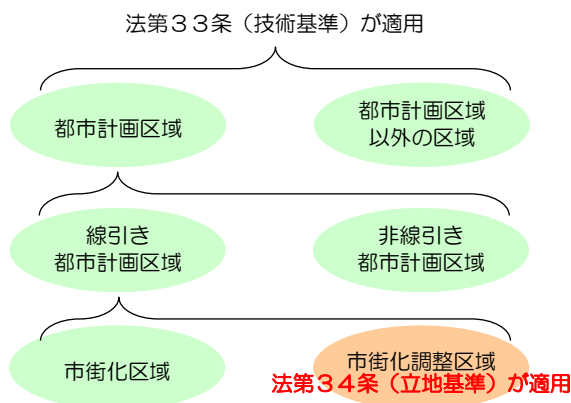 法第３３条（技術基準）が適用
都市計画区域
都市計画区域
以外の区域
線引き
都市計画区域
非線引き
都市計画区域
市街化区域
市街化調整区域
法第３４条（立地基準）が適用